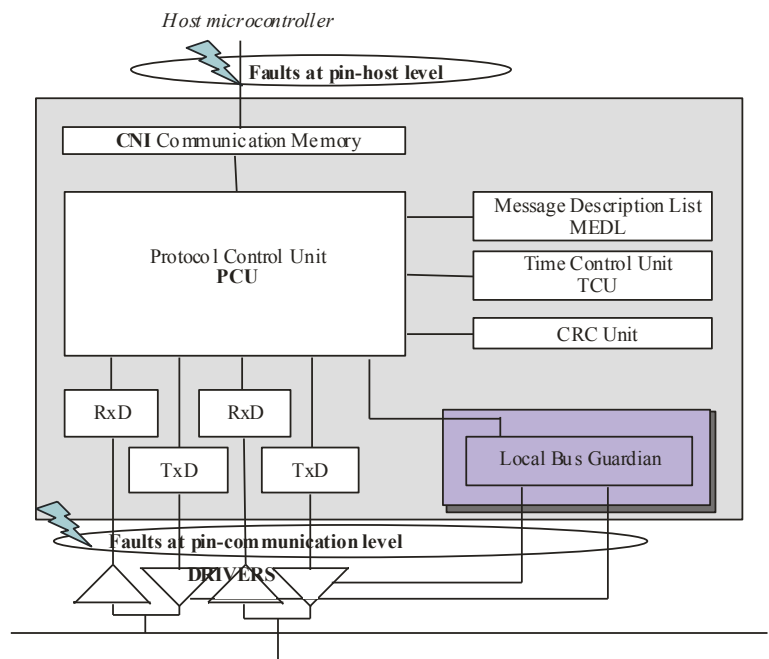 Host microcontroller
Faults at pin-host level
CNI Communication Memory
Protocol Control Unit
PCU
Message Description List
MEDL
Time Control Unit
TCU
CRC Unit
RxD
RxD
TxD
TxD
Local Bus Guardian
Faults at pin-communication level
DRIVERS